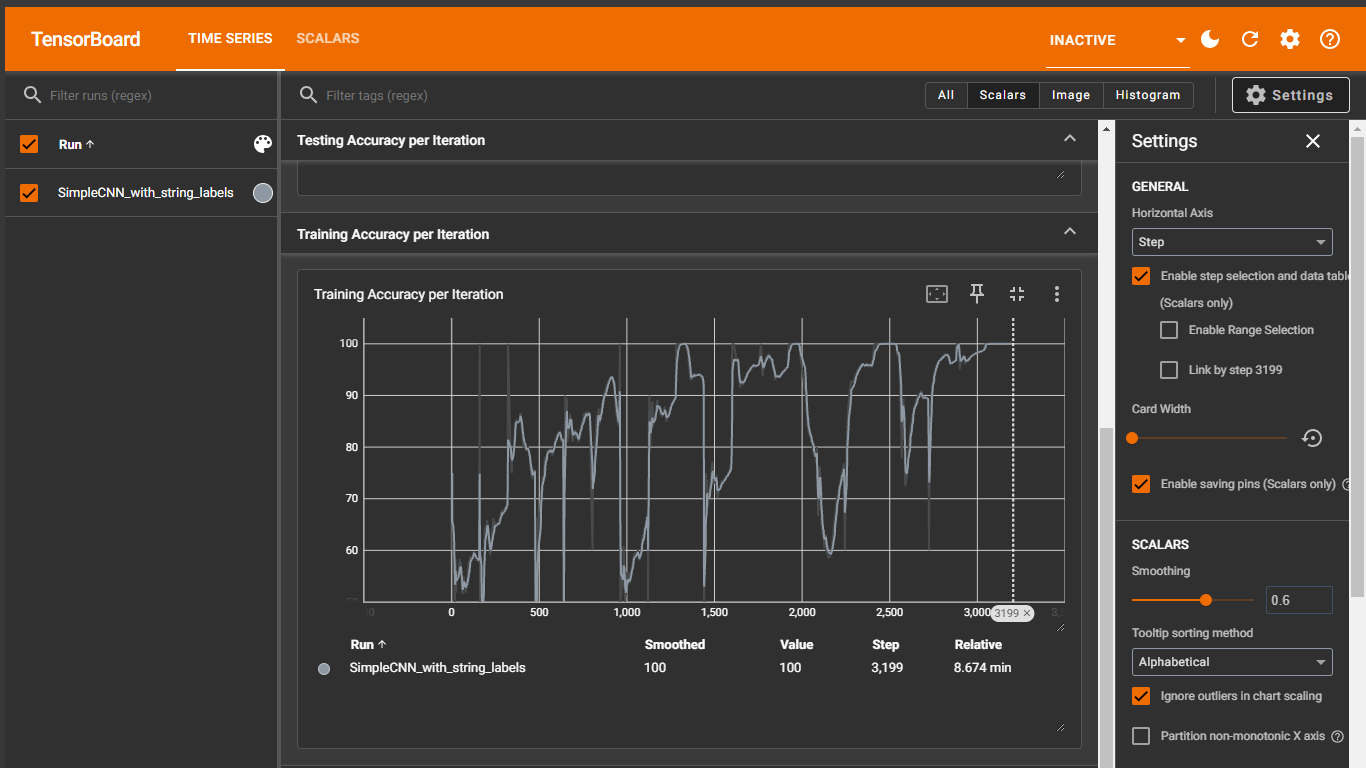 TensorBoard TIME SERIES SCALARS INACTIVE
Filter runs (regex)
Filter tags (regex)
All Scalars Image Histogram
Settings
Run ↑
SimpleCNN_with_string_labels
Testing Accuracy per Iteration
Training Accuracy per Iteration
Training Accuracy per Iteration
100
90
80
70
60
0 500 1,000 1,500 2,000 2,500 3,000
3199 ×
Run ↑ Smoothed Value Step Relative
SimpleCNN_with_string_labels 100 100 3,199 8.674 min
Settings
GENERAL
Horizontal Axis
Step
Enable step selection and data table
(Scalars only)
Enable Range Selection
Link by step 3199
Card Width
Enable saving pins (Scalars only)
SCALARS
Smoothing
0.6
Tooltip sorting method
Alphabetical
Ignore outliers in chart scaling
Partition non-monotonic X axis